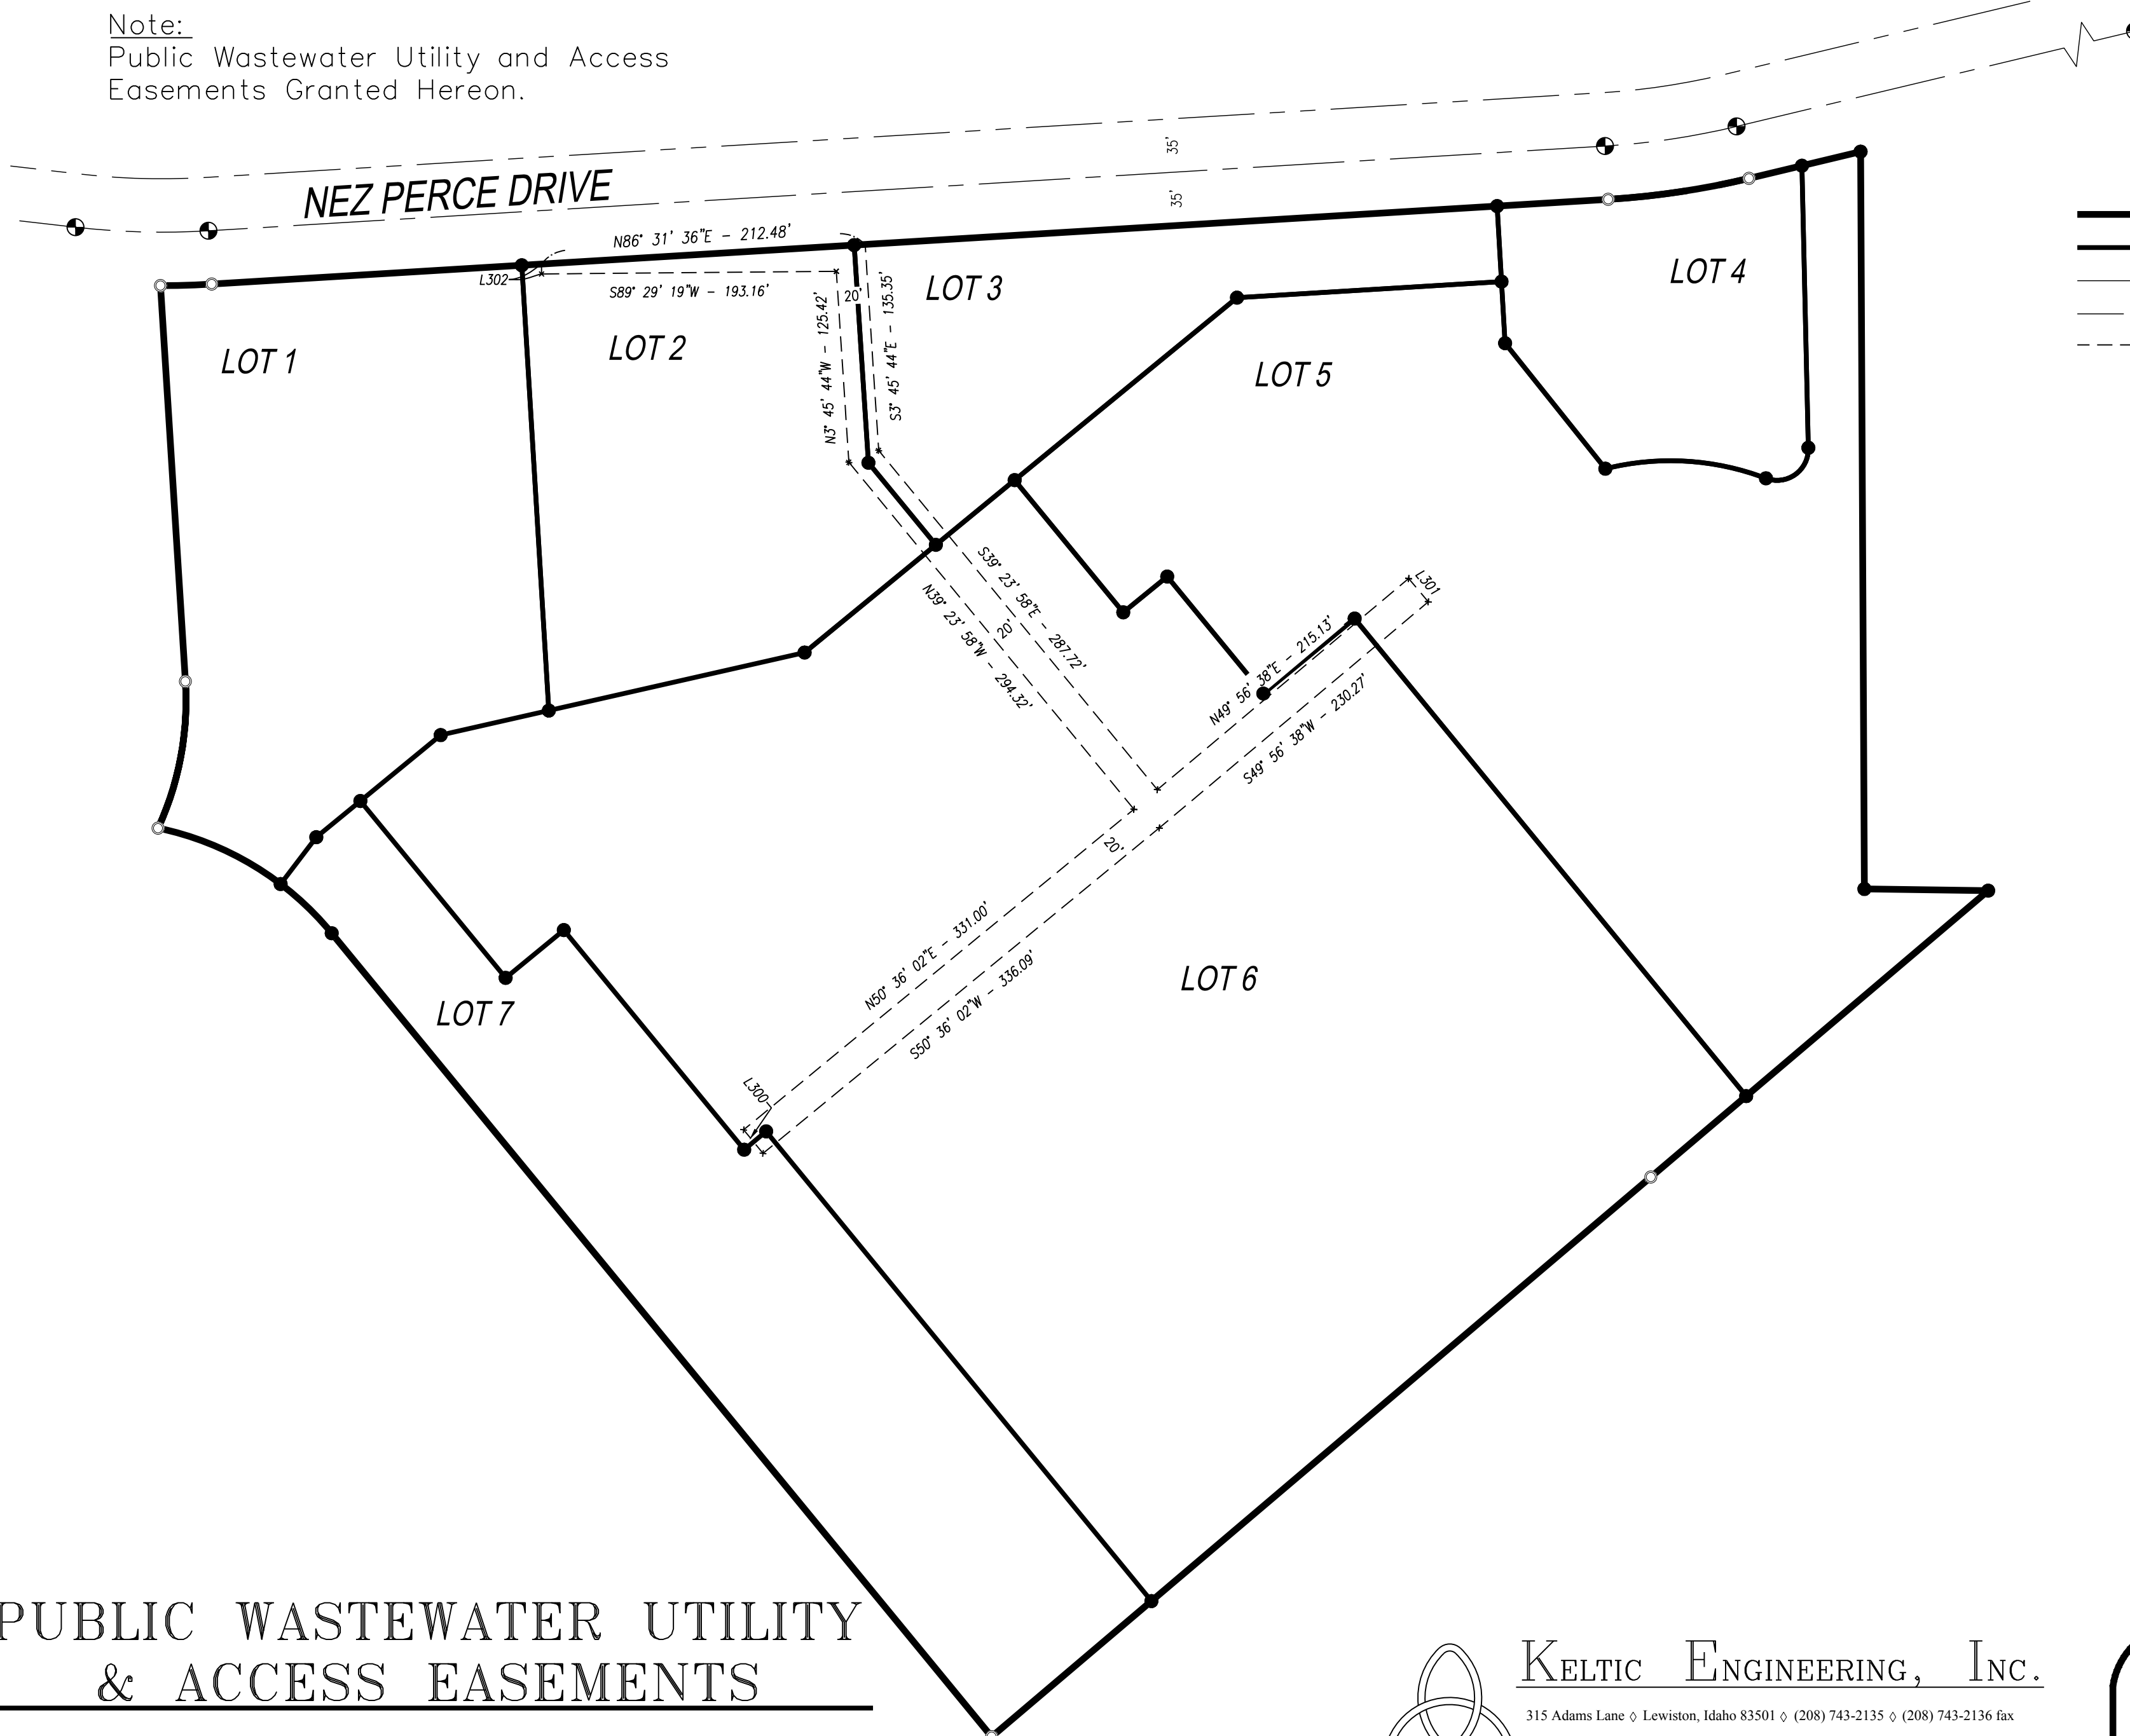 Note:
Public Wastewater Utility and Access
Easements Granted Hereon.
35'
35'
NEZ PERCE DRIVE
N86° 31' 36"E - 212.48'
L302
S89° 29' 19"W - 193.16'
20'
N3° 45' 44"W - 125.42'
S3° 45' 44"E - 135.35'
LOT 1
LOT 2
LOT 3
LOT 4
LOT 5
S39° 23' 58"E - 287.72'
20'
N39° 23' 58"W - 294.32'
L301
N49° 56' 38"E - 215.13'
S49° 56' 38"W - 230.27'
20'
N50° 36' 02"E - 331.00'
S50° 36' 02"W - 336.09'
LOT 6
LOT 7
L300
PUBLIC WASTEWATER UTILITY
& ACCESS EASEMENTS
KELTIC ENGINEERING, INC.
315 Adams Lane ◊ Lewiston, Idaho 83501 ◊ (208) 743-2135 ◊ (208) 743-2136 fax